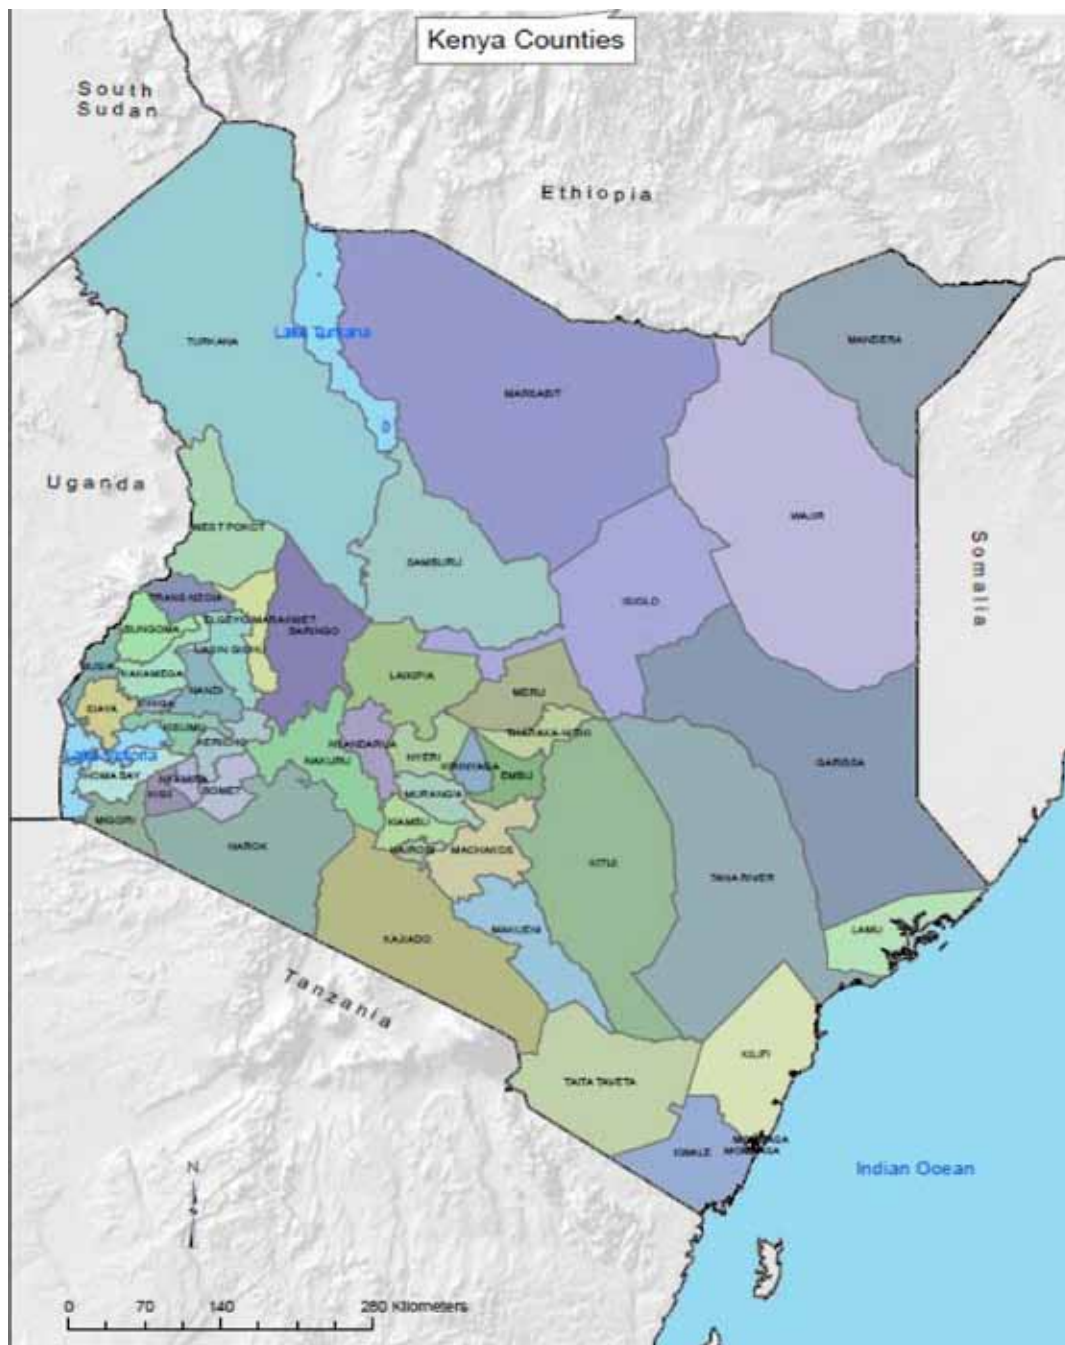 Kenya Counties
South
Sudan
Ethiopia
Lake Turkana
TURKANA
MANDERA
MARSABIT
Uganda
WAJIR
WEST POKOT
Somalia
SAMBURU
ISIOLO
TRANS-NZOIA
ELGEYO-MARAKWET
BUNGOMA
BARINGO
UASIN GISHU
BUSIA
KAKAMEGA
LAIKIPIA
NANDI
MERU
SIAYA
KISUMU
THARAKA-NITHI
NYANDARUA
KERICHO
NYERI
NAKURU
GARISSA
KIRINYAGA
HOMA BAY
NYAMIRA
EMBU
KISII
BOMET
MURANG'A
MIGORI
KIAMBU
NAROK
NAIROBI
MACHAKOS
KITUI
TANA RIVER
LAMU
MAKUENI
KAJIADO
Tanzania
KILIFI
TAITA TAVETA
KWALE
Indian Ocean
N
0 70 140 280 Kilometers